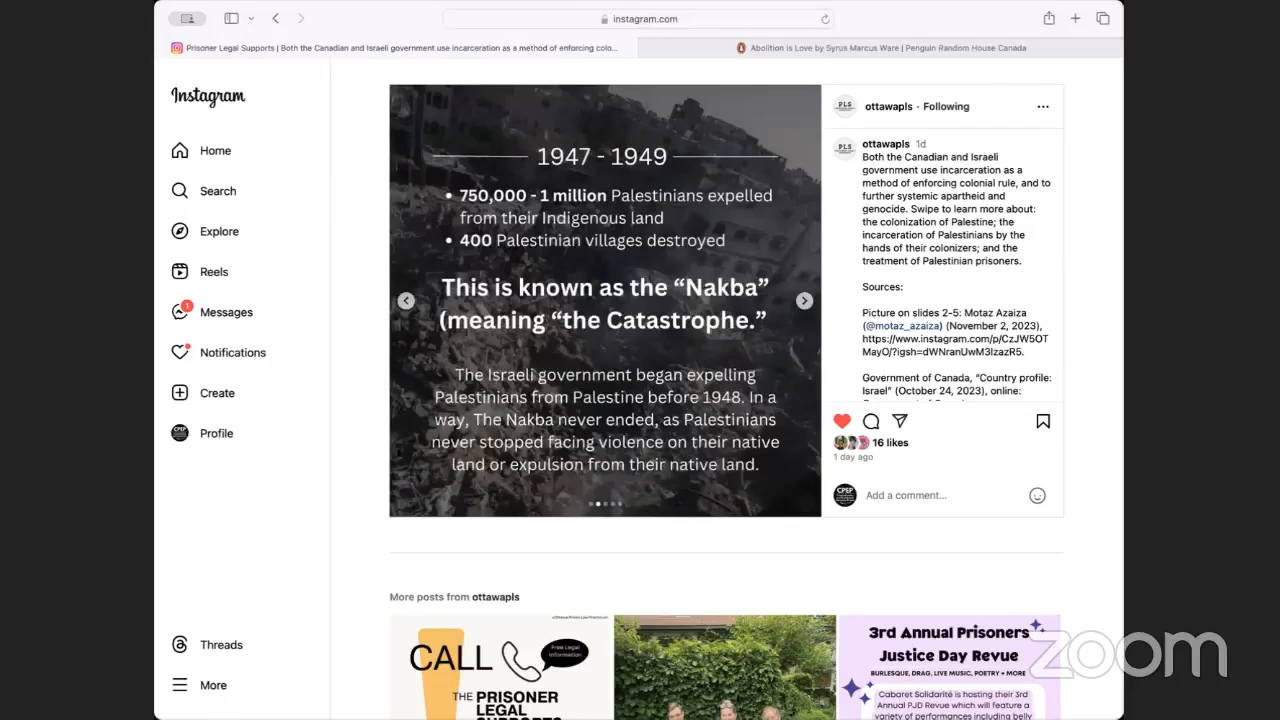 instagram.com
Prisoner Legal Supports | Both the Canadian and Israeli government use incarceration as a method of enforcing colo...
Abolition is Love by Syrus Marcus Ware | Penguin Random House Canada
Instagram
Home
Search
Explore
Reels
1
Messages
Notifications
Create
CPEP
Profile
Threads
More
1947 - 1949
• 750,000 - 1 million Palestinians expelled
from their Indigenous land
• 400 Palestinian villages destroyed
This is known as the “Nakba”
(meaning “the Catastrophe.”
The Israeli government began expelling
Palestinians from Palestine before 1948. In a
way, The Nakba never ended, as Palestinians
never stopped facing violence on their native
land or expulsion from their native land.
PLS
ottawapls · Following
PLS
ottawapls 1d
Both the Canadian and Israeli
government use incarceration as a
method of enforcing colonial rule, and to
further systemic apartheid and
genocide. Swipe to learn more about:
the colonization of Palestine; the
incarceration of Palestinians by the
hands of their colonizers; and the
treatment of Palestinian prisoners.
Sources:
Picture on slides 2-5: Motaz Azaiza
(@motaz_azaiza) (November 2, 2023),
https://www.instagram.com/p/CzJW5OT
MayO/?igsh=dWNranUwM3IzazR5.
Government of Canada, “Country profile:
Israel” (October 24, 2023), online:
16 likes
1 day ago
CPEP
Add a comment...
More posts from ottawapls
CALL
Free Legal
Information
THE PRISONER
LEGAL
SUPPORTS
3rd Annual Prisoners
Justice Day Revue
BURLESQUE, DRAG, LIVE MUSIC, POETRY + MORE
Cabaret Solidarité is hosting their 3rd
Annual PJD Revue which will feature a
variety of performances including belly
zoom